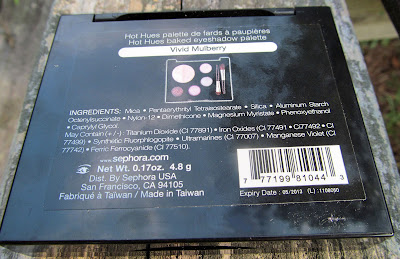 Hot Hues palette de fards à paupières
Hot Hues baked eyeshadow palette
Vivid Mulberry
INGREDIENTS: Mica • Pentaerythrityl Tetraisostearate • Silica • Aluminum Starch
Octenylsuccinate • Nylon-12 • Dimethicone • Magnesium Myristate • Phenoxyethanol
• Caprylyl Glycol.
May Contain (+/-): Titanium Dioxide (CI 77891) • Iron Oxides (CI 77491 • CI77492 • CI
77499) • Synthetic Fluorphlogopite • Ultramarines (CI 77007) • Manganese Violet (CI
77742) • Ferric Ferrocyanide (CI 77510).
www.sephora.com
Net Wt. 0.17oz. 4.8 g
Dist. By Sephora USA
San Francisco, CA 94105
Fabriqué à Taïwan / Made in Taiwan
7 77199 81044 3
Expiry Date : 05/2013 (L) :